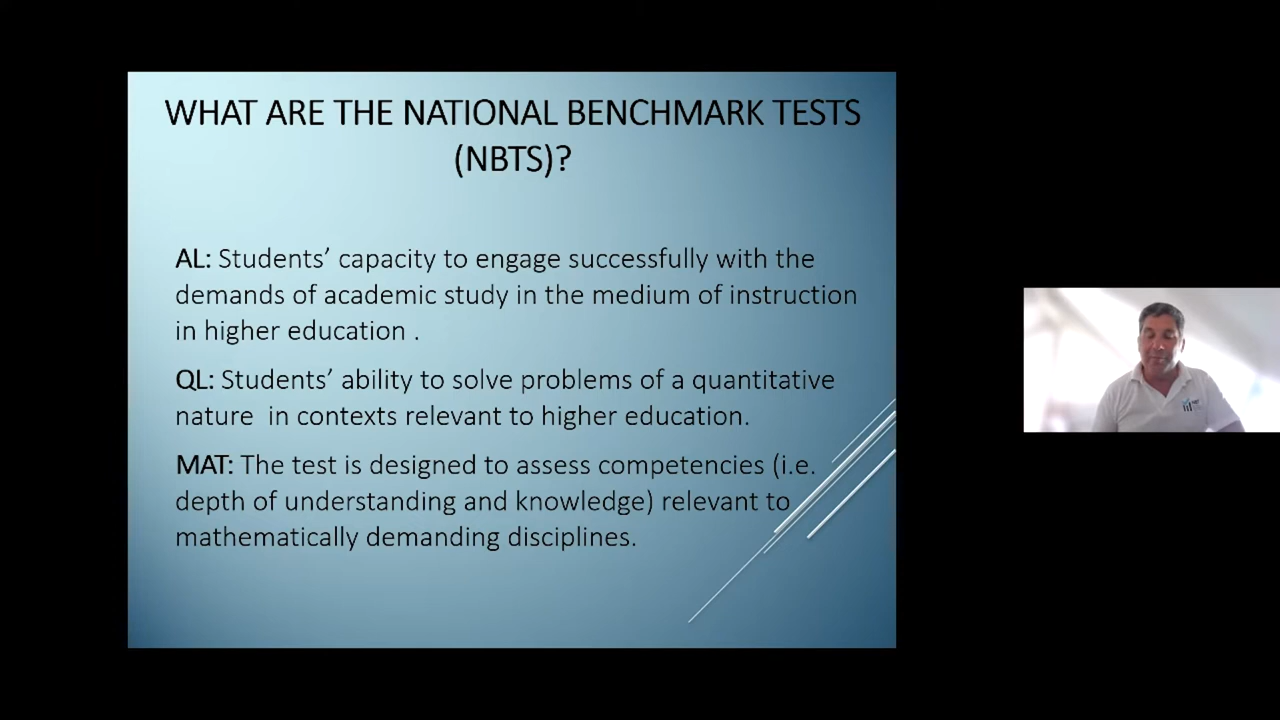 WHAT ARE THE NATIONAL BENCHMARK TESTS
(NBTS)?
AL: Students’ capacity to engage successfully with the
demands of academic study in the medium of instruction
in higher education .
QL: Students’ ability to solve problems of a quantitative
nature  in contexts relevant to higher education.
MAT: The test is designed to assess competencies (i.e.
depth of understanding and knowledge) relevant to
mathematically demanding disciplines.